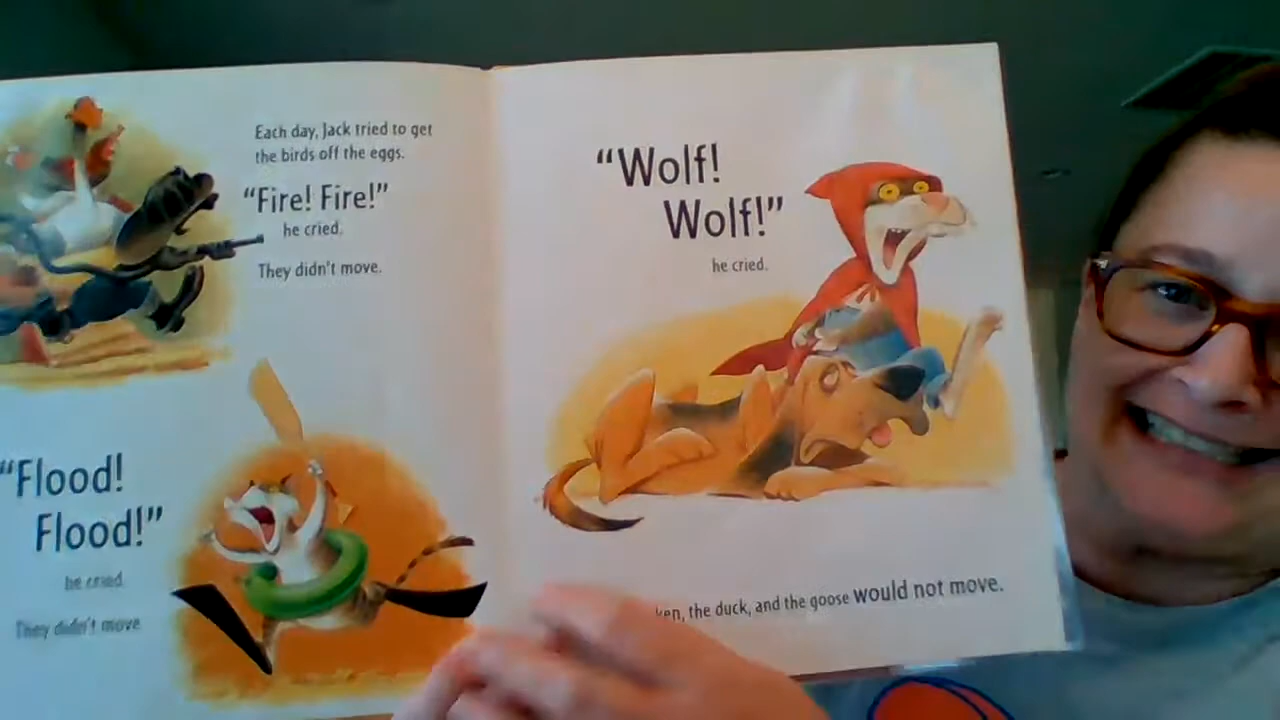 Each day, Jack tried to get
the birds off the eggs.
"Fire! Fire!"
he cried.
They didn't move.
"Flood!
Flood!"
he cried.
They didn't move
"Wolf!
Wolf!"
he cried.
the duck, and the goose would not move.